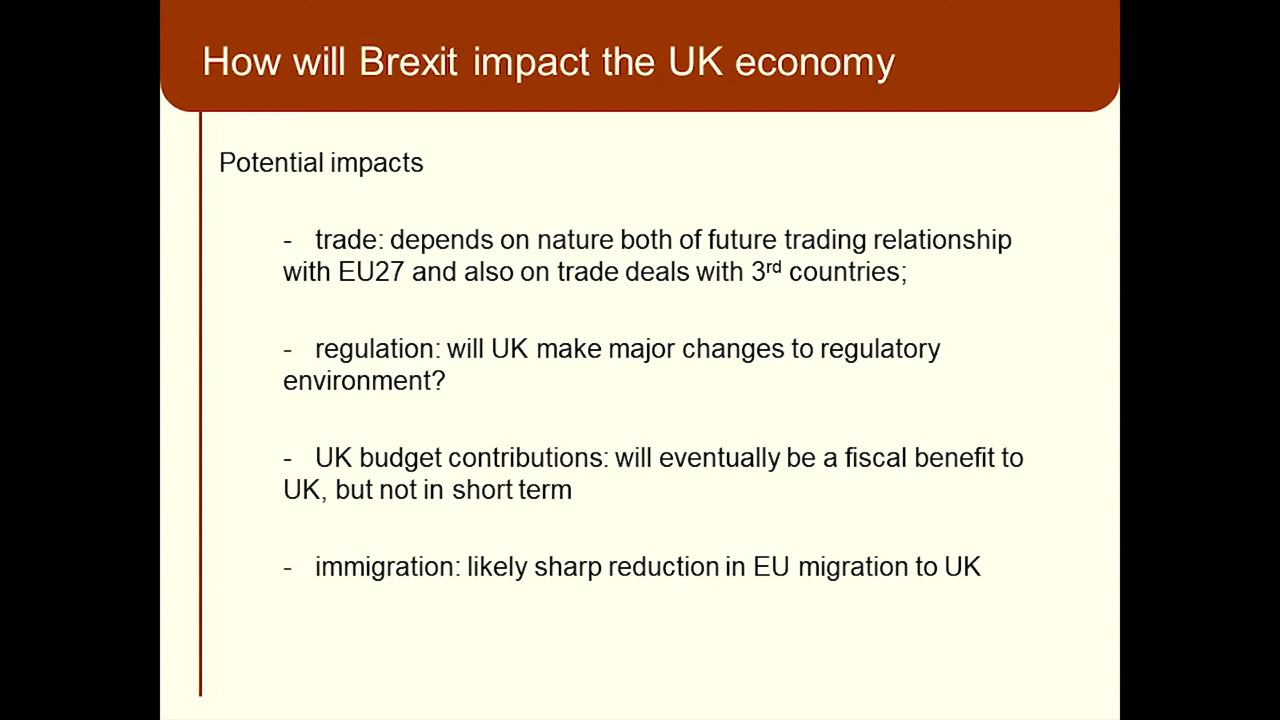 How will Brexit impact the UK economy
Potential impacts
- trade: depends on nature both of future trading relationship
with EU27 and also on trade deals with 3rd countries;
- regulation: will UK make major changes to regulatory
environment?
- UK budget contributions: will eventually be a fiscal benefit to
UK, but not in short term
- immigration: likely sharp reduction in EU migration to UK